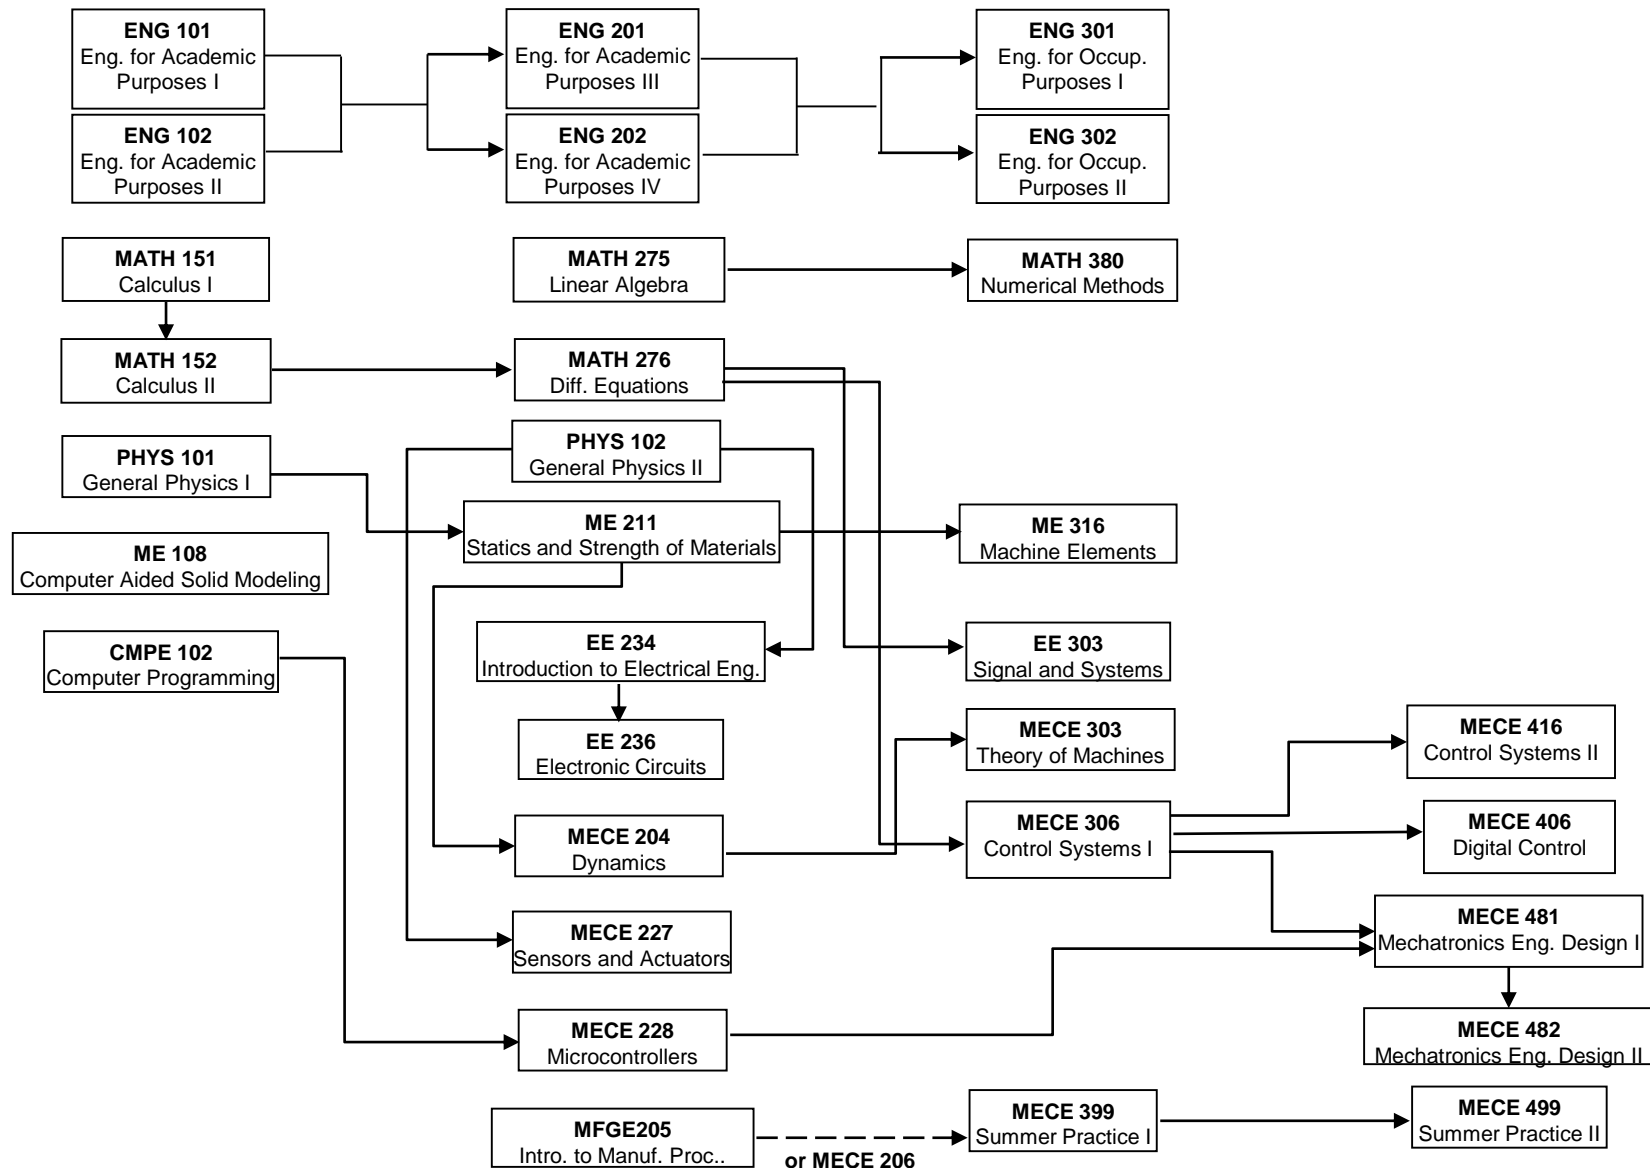 ENG 101
Eng. for Academic
Purposes I
ENG 201
Eng. for Academic
Purposes III
ENG 301
Eng. for Occup.
Purposes I
ENG 102
Eng. for Academic
Purposes II
ENG 202
Eng. for Academic
Purposes IV
ENG 302
Eng. for Occup.
Purposes II
MATH 151
Calculus I
MATH 275
Linear Algebra
MATH 380
Numerical Methods
MATH 152
Calculus II
MATH 276
Diff. Equations
PHYS 101
General Physics I
PHYS 102
General Physics II
ME 211
Statics and Strength of Materials
ME 316
Machine Elements
ME 108
Computer Aided Solid Modeling
CMPE 102
Computer Programming
EE 234
Introduction to Electrical Eng.
EE 303
Signal and Systems
EE 236
Electronic Circuits
MECE 303
Theory of Machines
MECE 416
Control Systems II
MECE 204
Dynamics
MECE 306
Control Systems I
MECE 406
Digital Control
MECE 227
Sensors and Actuators
MECE 481
Mechatronics Eng. Design I
MECE 228
Microcontrollers
MECE 482
Mechatronics Eng. Design II
MFGE205
Intro. to Manuf. Proc..
or MECE 206
MECE 399
Summer Practice I
MECE 499
Summer Practice II